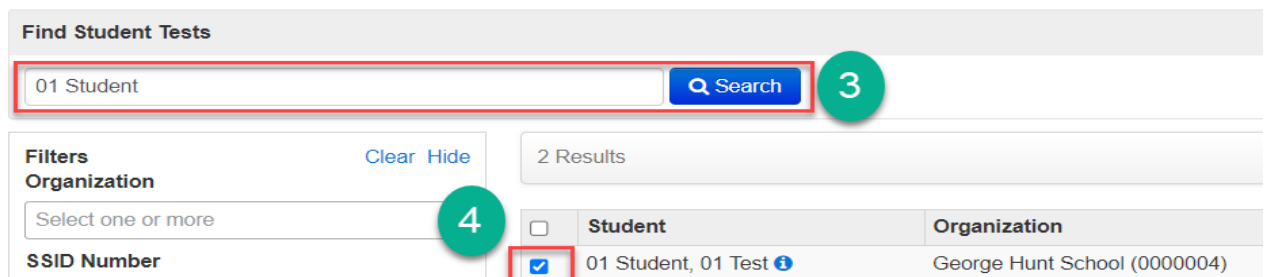 Find Student Tests
01 Student
Search
3
Filters
Clear Hide
Organization
Select one or more
SSID Number
2 Results
4
Student
Organization
01 Student, 01 Test
George Hunt School (0000004)